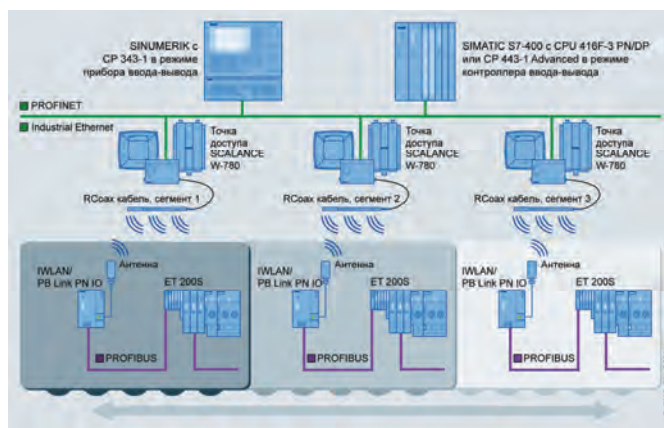 SINUMERIK с
CP 343-1 в режиме
прибора ввода-вывода
SIMATIC S7-400 с CPU 416F-3 PN/DP
или CP 443-1 Advanced в режиме
контроллера ввода-вывода
PROFINET
Industrial Ethernet
Точка
доступа
SCALANCE
W-780
Точка
доступа
SCALANCE
W-780
Точка
доступа
SCALANCE
W-780
RCoax кабель, сегмент 1
RCoax кабель, сегмент 2
RCoax кабель, сегмент 3
IWLAN/
PB Link PN IO
Антенна
ET 200S
PROFIBUS
IWLAN/
PB Link PN IO
Антенна
ET 200S
PROFIBUS
IWLAN/
PB Link PN IO
Антенна
ET 200S
PROFIBUS